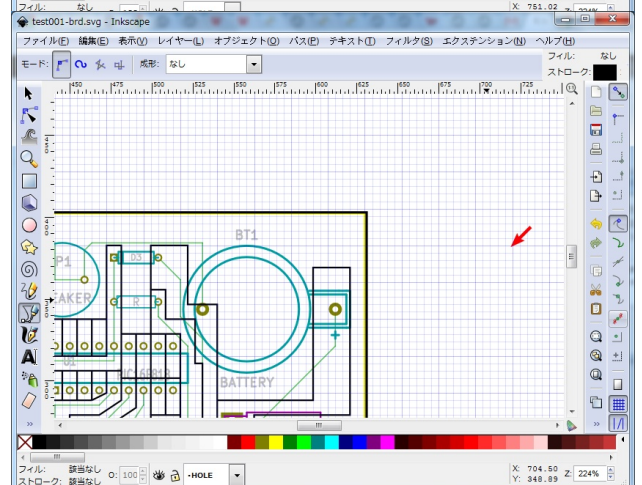 フィル: なし
O: 100
X: 751.02
Z: 224%
test001-brd.svg - Inkscape
ファイル(F) 編集(E) 表示(V) レイヤー(L) オブジェクト(O) パス(P) テキスト(T) フィルタ(S) エクステンション(N) ヘルプ(H)
モード: 成形: なし
フィル: なし
ストローク:
450 475 500 525 550 575 600 625 650 675 700 725
BT1
P1
D3
EAKER
R
U1
PIC16F819
BATTERY
フィル: 該当なし
ストローク: 該当なし
O: 100
-HOLE
X: 704.50
Y: 348.89
Z: 224%